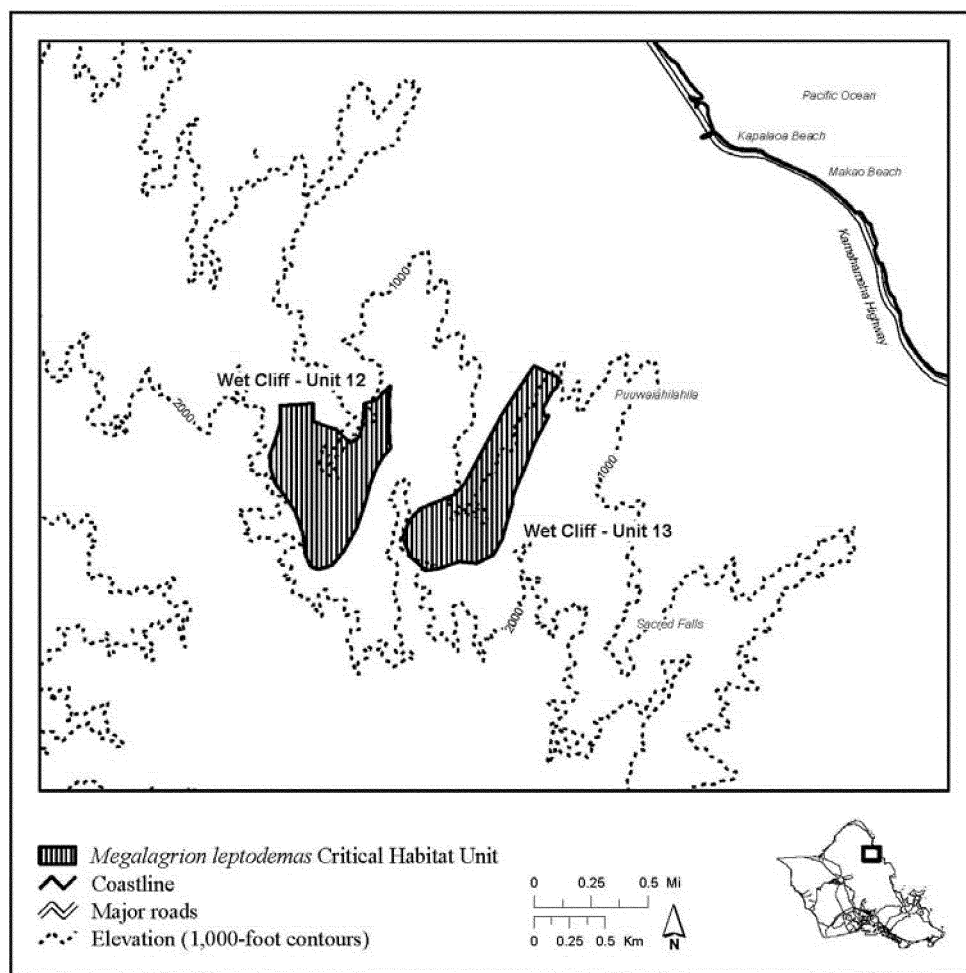 Pacific Ocean
Kapalaoa Beach
Makao Beach
Kamehameha Highway
1000
Wet Cliff - Unit 12
2000
Puuwaiahilahila
1000
Wet Cliff - Unit 13
2000
Sacred Falls
Megalagrion leptodemas Critical Habitat Unit
Coastline
Major roads
Elevation (1,000-foot contours)
0 0.25 0.5 Mi
0 0.25 0.5 Km
N